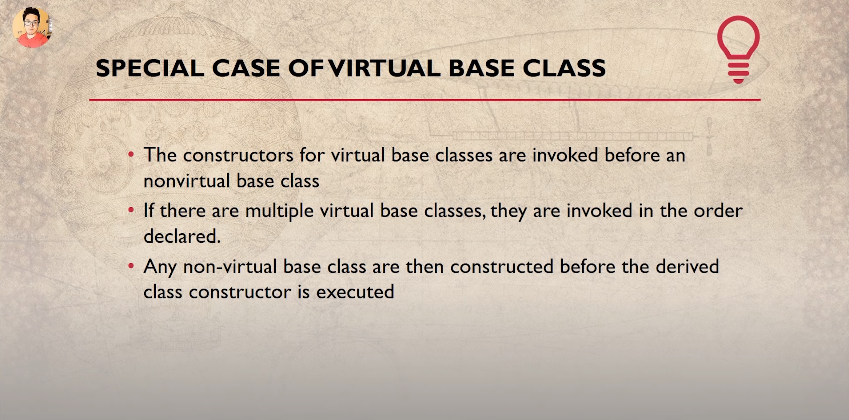 SPECIAL CASE OF VIRTUAL BASE CLASS
• The constructors for virtual base classes are invoked before an
nonvirtual base class
• If there are multiple virtual base classes, they are invoked in the order
declared.
• Any non-virtual base class are then constructed before the derived
class constructor is executed